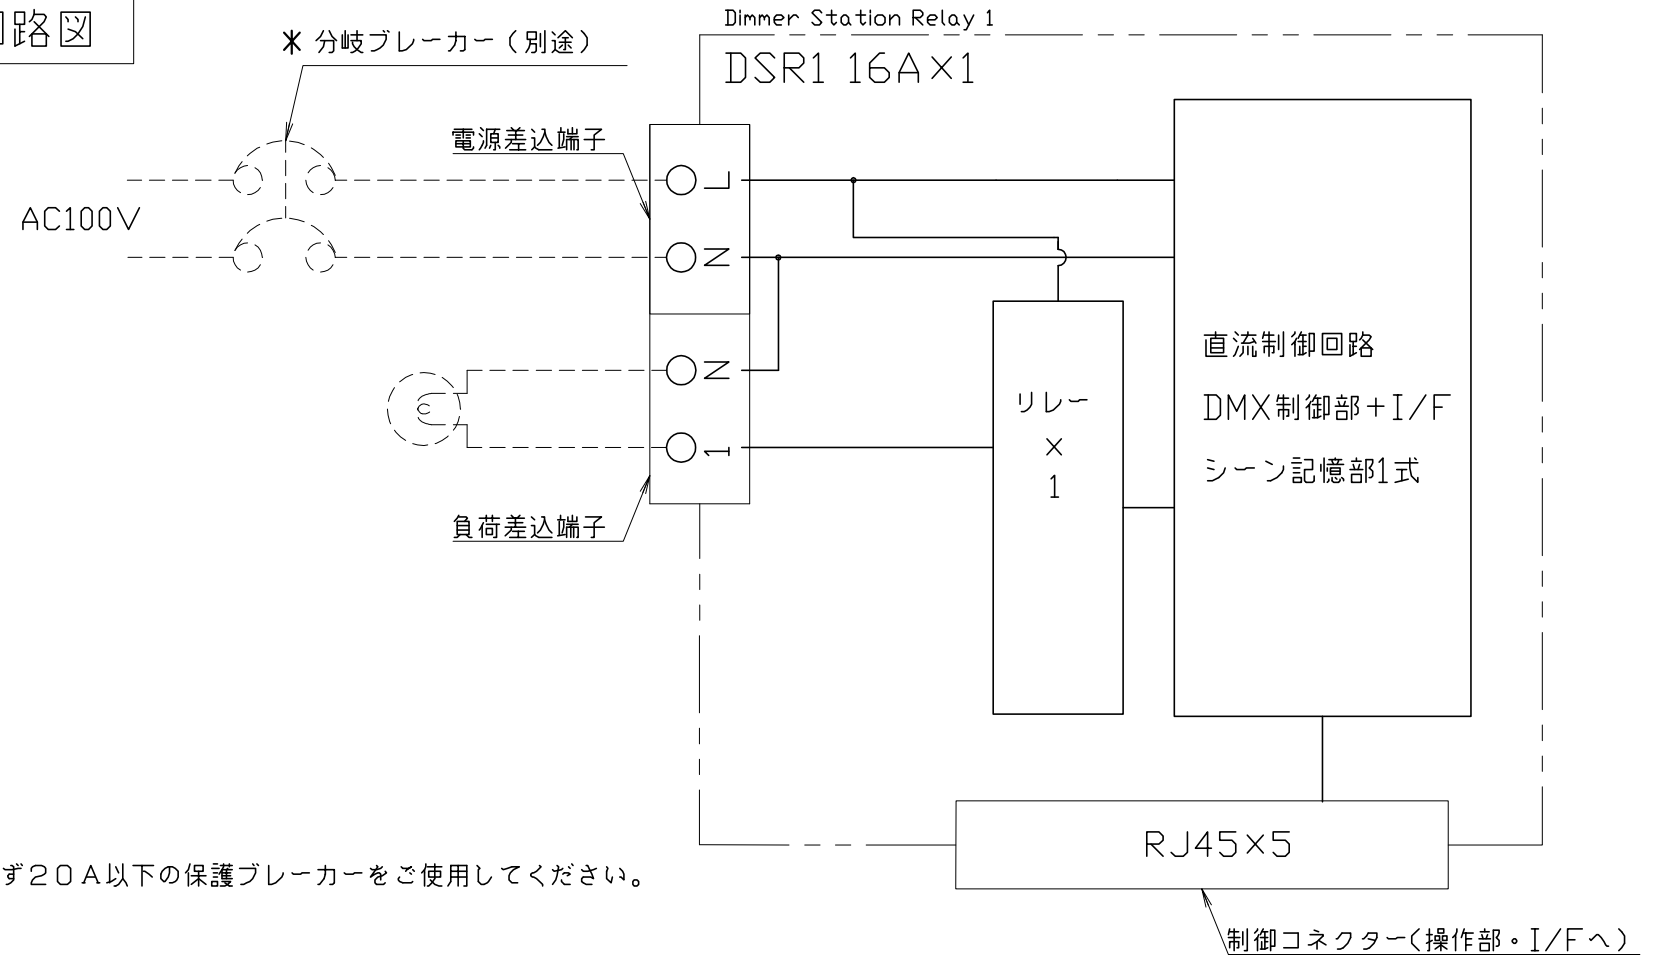 路図
Dimmer Station Relay 1
DSR1 16A×1
* 分岐ブレーカー(別途)
電源差込端子
AC100V
L
N
N
1
リレー
×
1
直流制御回路
DMX制御部+I/F
シーン記憶部1式
負荷差込端子
RJ45×5
ず20A以下の保護ブレーカーをご使用してください。
制御コネクター(操作部・I/Fへ)